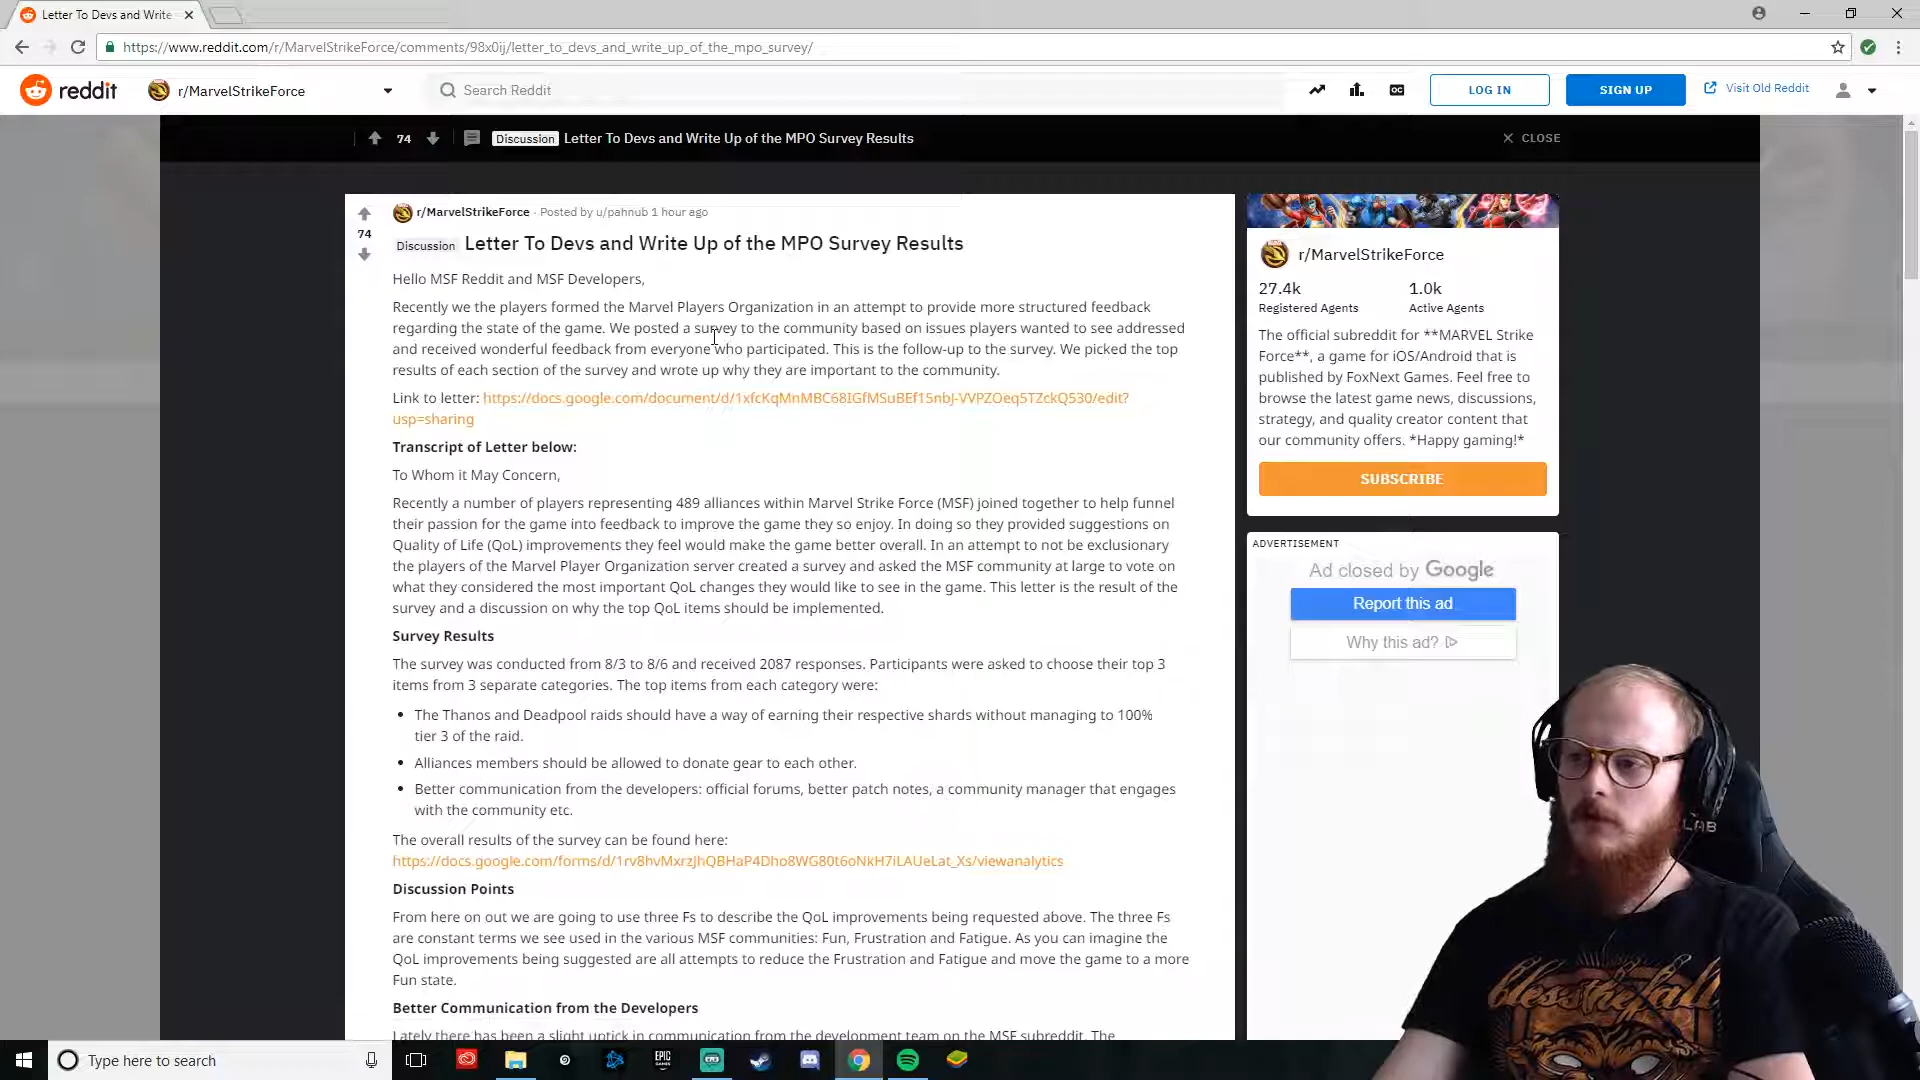 Letter To Devs and Write
https://www.reddit.com/r/MarvelStrikeForce/comments/98x0ij/letter_to_devs_and_write_up_of_the_mpo_survey/
reddit
r/MarvelStrikeForce
Search Reddit
LOG IN
SIGN UP
Visit Old Reddit
74
Discussion Letter To Devs and Write Up of the MPO Survey Results
CLOSE
r/MarvelStrikeForce · Posted by u/pahnub 1 hour ago
74
Discussion Letter To Devs and Write Up of the MPO Survey Results
Hello MSF Reddit and MSF Developers,
Recently we the players formed the Marvel Players Organization in an attempt to provide more structured feedback
regarding the state of the game. We posted a survey to the community based on issues players wanted to see addressed
and received wonderful feedback from everyone who participated. This is the follow-up to the survey. We picked the top
results of each section of the survey and wrote up why they are important to the community.
Link to letter: https://docs.google.com/document/d/1xfcKqMnMBC68IGfMSuBEf15nbJ-VVPZOeq5TZckQ530/edit?
usp=sharing
Transcript of Letter below:
To Whom it May Concern,
Recently a number of players representing 489 alliances within Marvel Strike Force (MSF) joined together to help funnel
their passion for the game into feedback to improve the game they so enjoy. In doing so they provided suggestions on
Quality of Life (QoL) improvements they feel would make the game better overall. In an attempt to not be exclusionary
the players of the Marvel Player Organization server created a survey and asked the MSF community at large to vote on
what they considered the most important QoL changes they would like to see in the game. This letter is the result of the
survey and a discussion on why the top QoL items should be implemented.
Survey Results
The survey was conducted from 8/3 to 8/6 and received 2087 responses. Participants were asked to choose their top 3
items from 3 separate categories. The top items from each category were:
• The Thanos and Deadpool raids should have a way of earning their respective shards without managing to 100%
tier 3 of the raid.
• Alliances members should be allowed to donate gear to each other.
• Better communication from the developers: official forums, better patch notes, a community manager that engages
with the community etc.
The overall results of the survey can be found here:
https://docs.google.com/forms/d/1rv8hvMxrzJhQBHaP4Dho8WG80t6oNkH7iLAUeLat_Xs/viewanalytics
Discussion Points
From here on out we are going to use three Fs to describe the QoL improvements being requested above. The three Fs
are constant terms we see used in the various MSF communities: Fun, Frustration and Fatigue. As you can imagine the
QoL improvements being suggested are all attempts to reduce the Frustration and Fatigue and move the game to a more
Fun state.
Better Communication from the Developers
Lately there has been a slight uptick in communication from the development team on the MSF subreddit. The
r/MarvelStrikeForce
27.4k
1.0k
Registered Agents
Active Agents
The official subreddit for **MARVEL Strike
Force**, a game for iOS/Android that is
published by FoxNext Games. Feel free to
browse the latest game news, discussions,
strategy, and quality creator content that
our community offers. *Happy gaming!*
SUBSCRIBE
ADVERTISEMENT
Ad closed by Google
Report this ad
Why this ad?
LAB
blessthefall
Type here to search
EPIC
GAMES